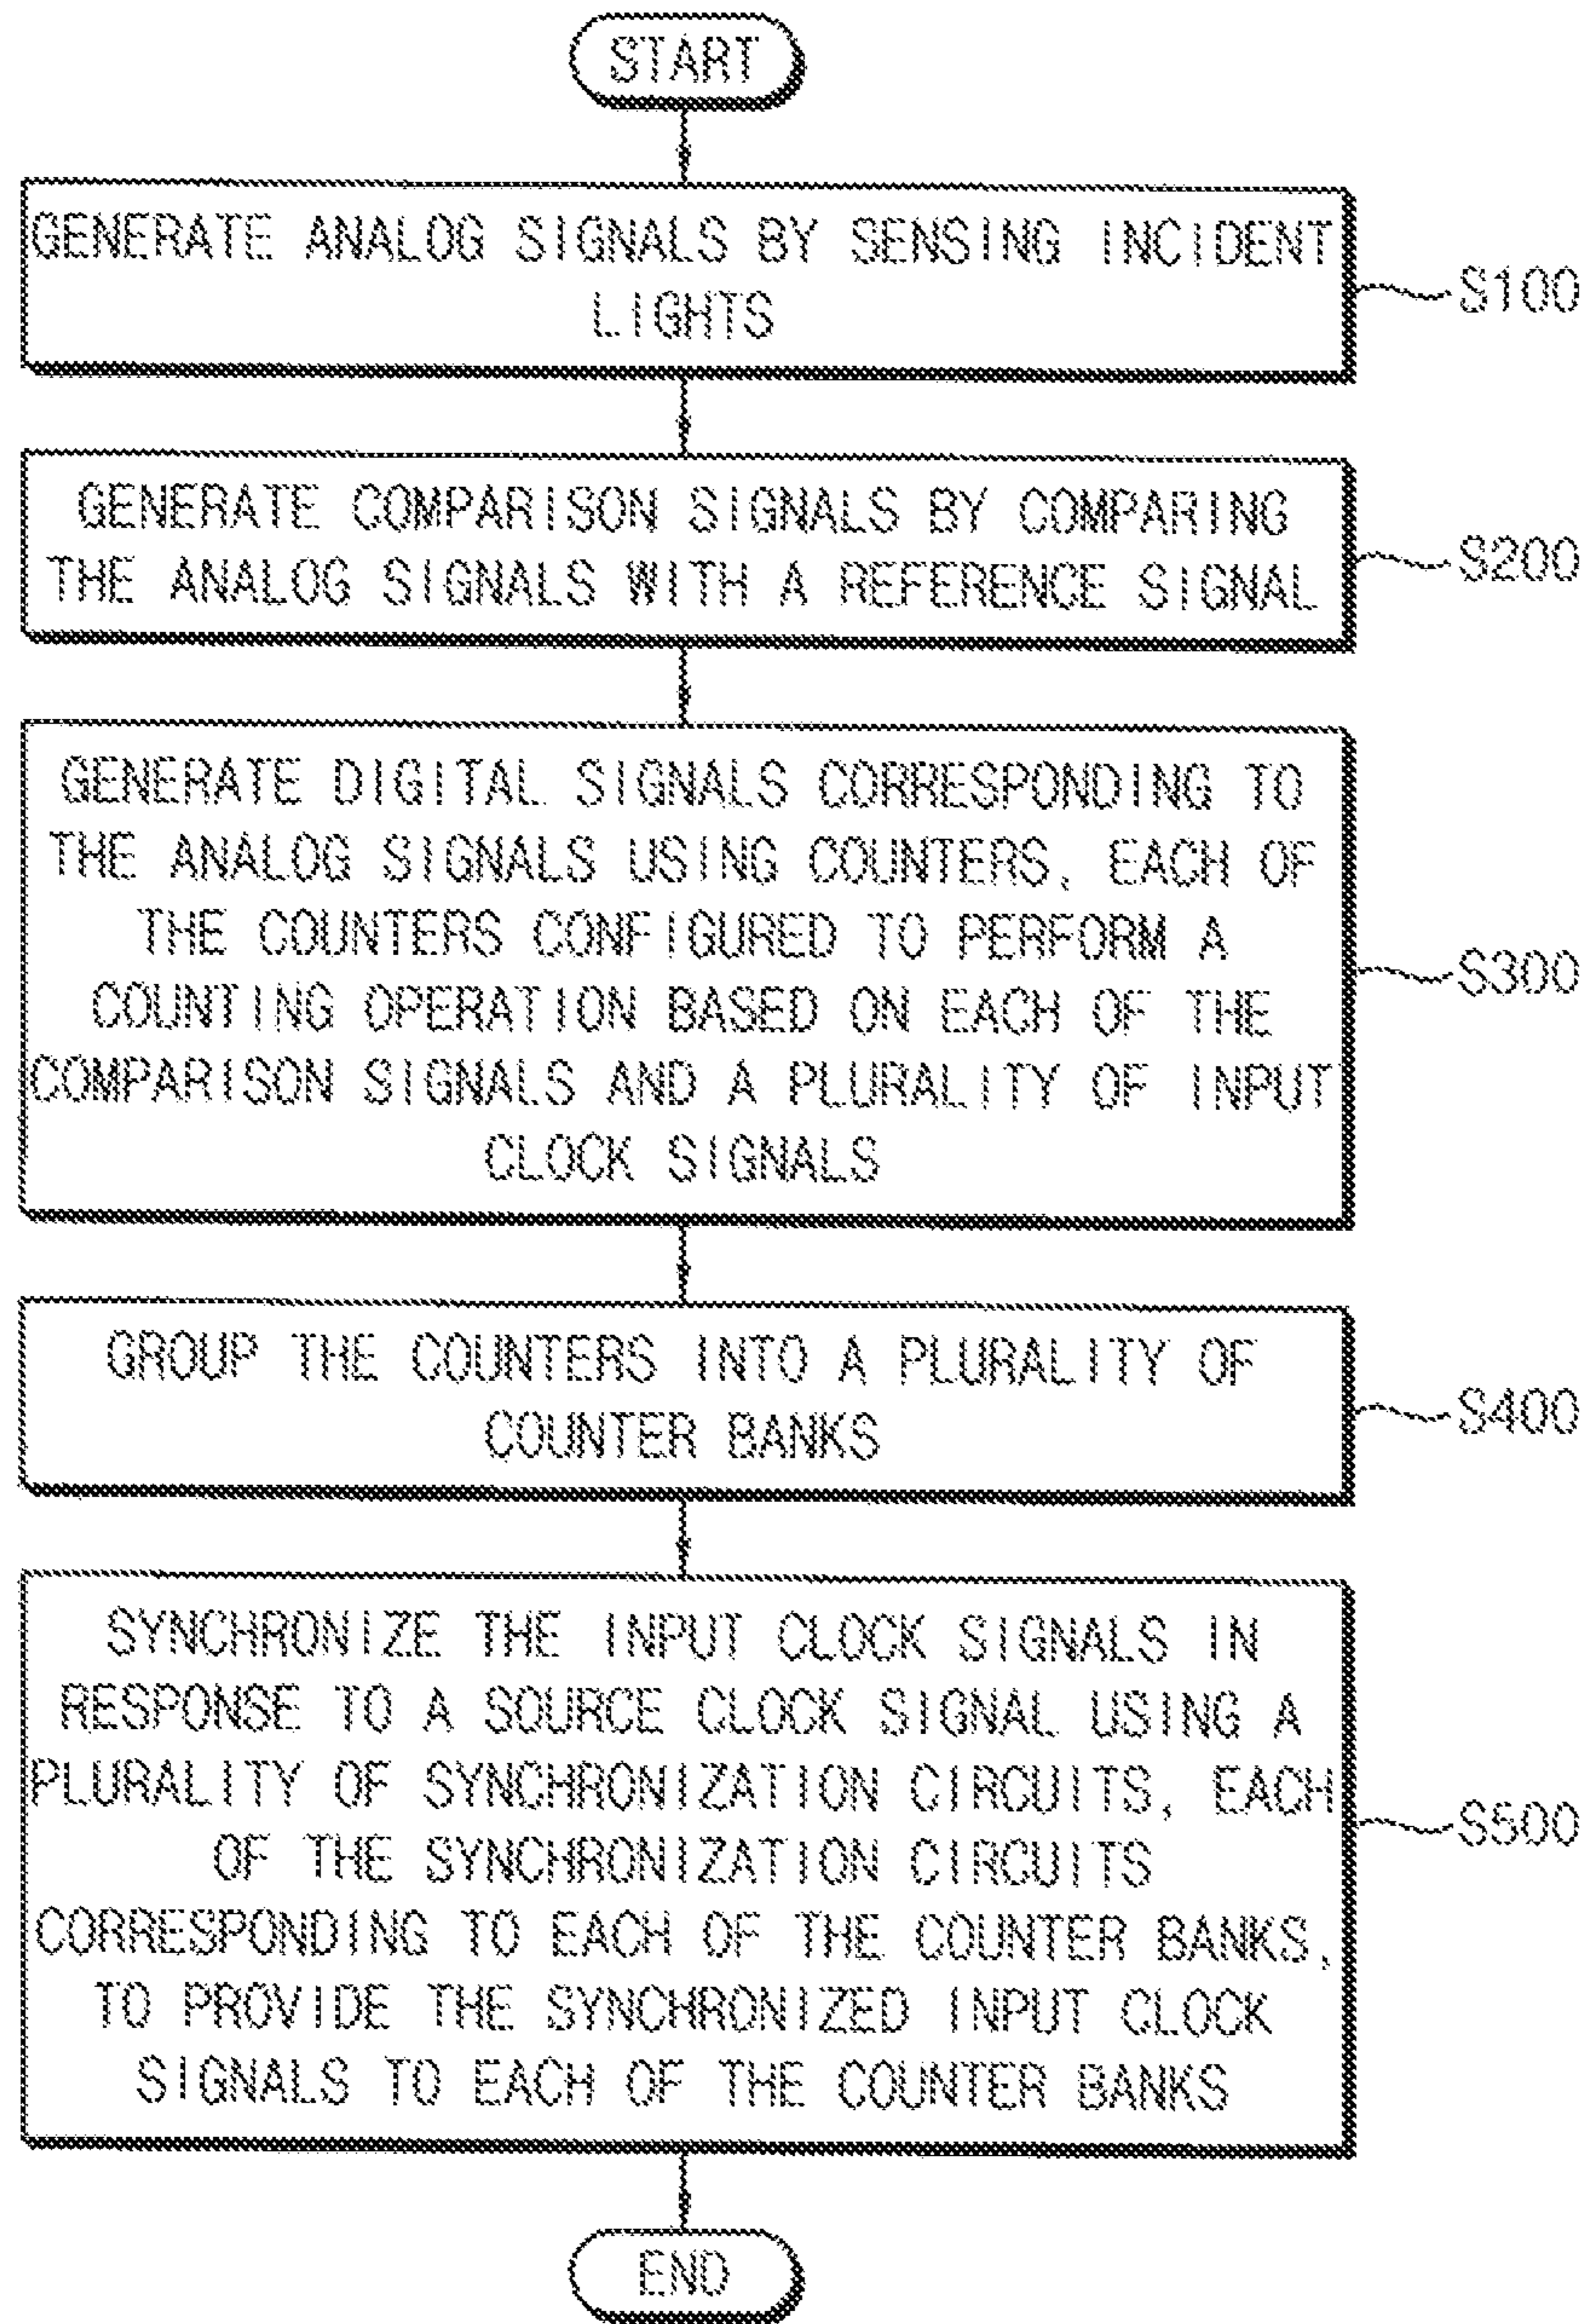 START
GENERATE ANALOG SIGNALS BY SENSING INCIDENT
LIGHTS
S100
GENERATE COMPARISON SIGNALS BY COMPARING
THE ANALOG SIGNALS WITH A REFERENCE SIGNAL
S200
GENERATE DIGITAL SIGNALS CORRESPONDING TO
THE ANALOG SIGNALS USING COUNTERS, EACH OF
THE COUNTERS CONFIGURED TO PERFORM A
COUNTING OPERATION BASED ON EACH OF THE
COMPARISON SIGNALS AND A PLURALITY OF INPUT
CLOCK SIGNALS
S300
GROUP THE COUNTERS INTO A PLURALITY OF
COUNTER BANKS
S400
SYNCHRONIZE THE INPUT CLOCK SIGNALS IN
RESPONSE TO A SOURCE CLOCK SIGNAL USING A
PLURALITY OF SYNCHRONIZATION CIRCUITS, EACH
OF THE SYNCHRONIZATION CIRCUITS
CORRESPONDING TO EACH OF THE COUNTER BANKS,
TO PROVIDE THE SYNCHRONIZED INPUT CLOCK
SIGNALS TO EACH OF THE COUNTER BANKS
S500
END